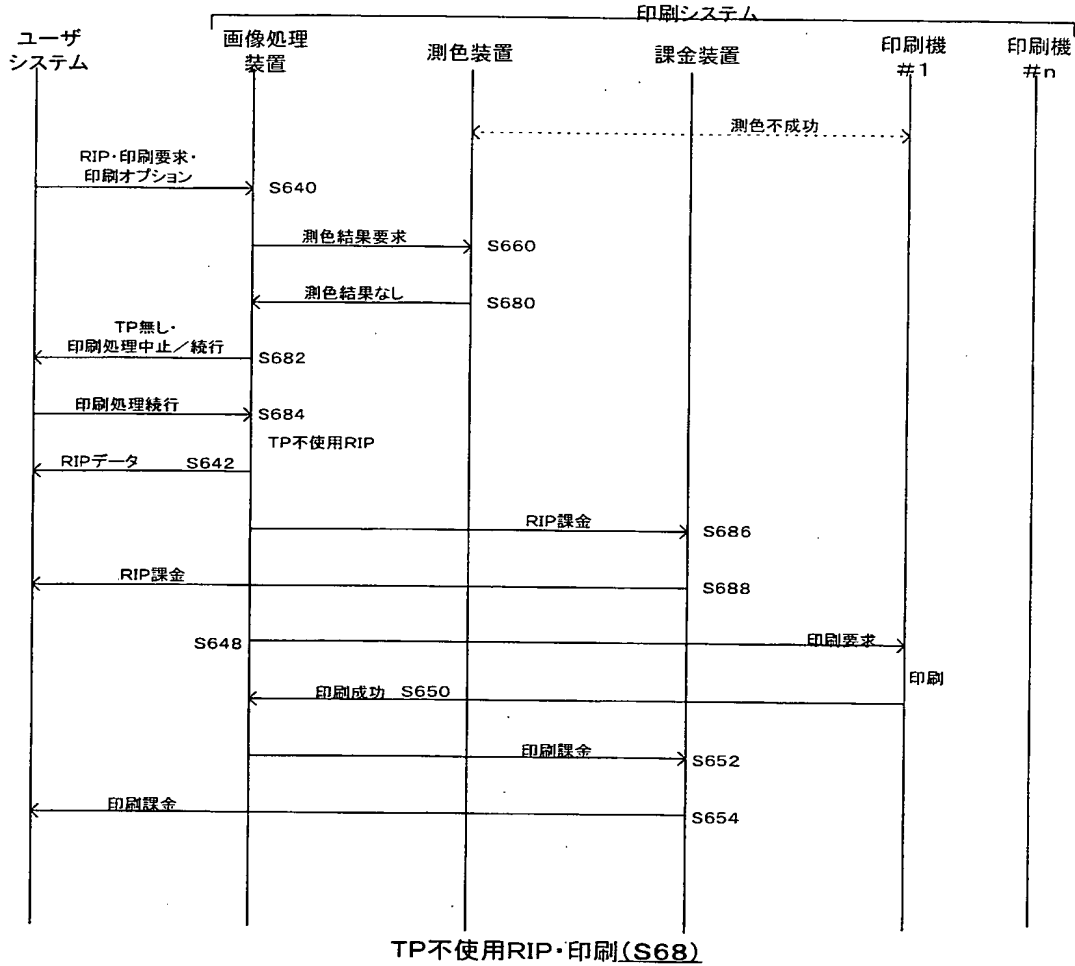 印刷システム
ユーザ
システム
画像処理
装置
測色装置
課金装置
印刷機
#1
印刷機
#n
測色不成功
RIP・印刷要求・
印刷オプション
S640
測色結果要求
S660
測色結果なし
S680
TP無し・
印刷処理中止／続行
S682
印刷処理続行
S684
TP不使用RIP
RIPデータ
S642
RIP課金
S686
RIP課金
S688
S648
印刷要求
印刷
印刷成功
S650
印刷課金
S652
印刷課金
S654
TP不使用RIP・印刷(S68)